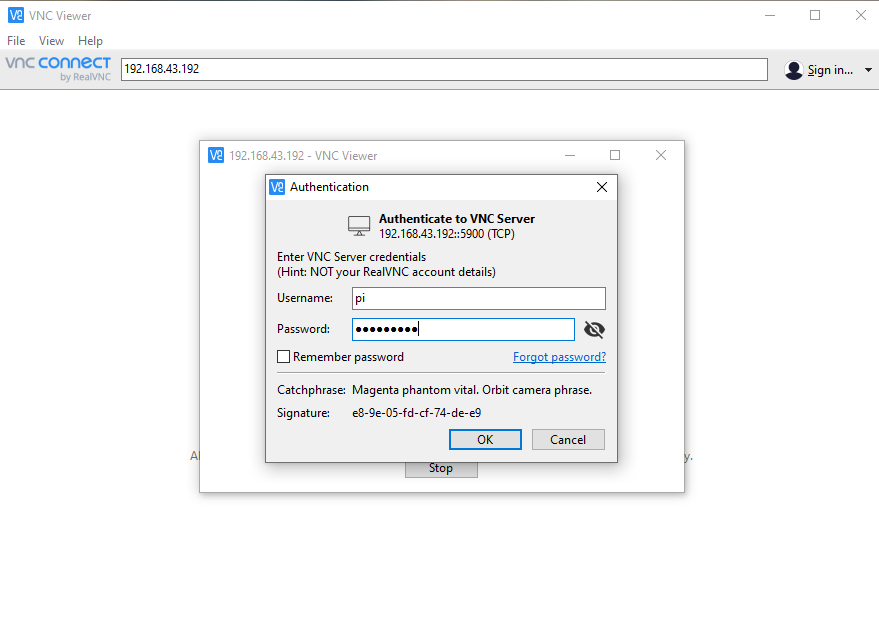 VNC Viewer
File View Help
vnc connect
by RealVNC
192.168.43.192
Sign in...
192.168.43.192 - VNC Viewer
Authentication
Authenticate to VNC Server
192.168.43.192::5900 (TCP)
Enter VNC Server credentials
(Hint: NOT your RealVNC account details)
Username: pi
Password: ●●●●●●●●●
Remember password Forgot password?
Catchphrase: Magenta phantom vital. Orbit camera phrase.
Signature: e8-9e-05-fd-cf-74-de-e9
OK Cancel
Stop